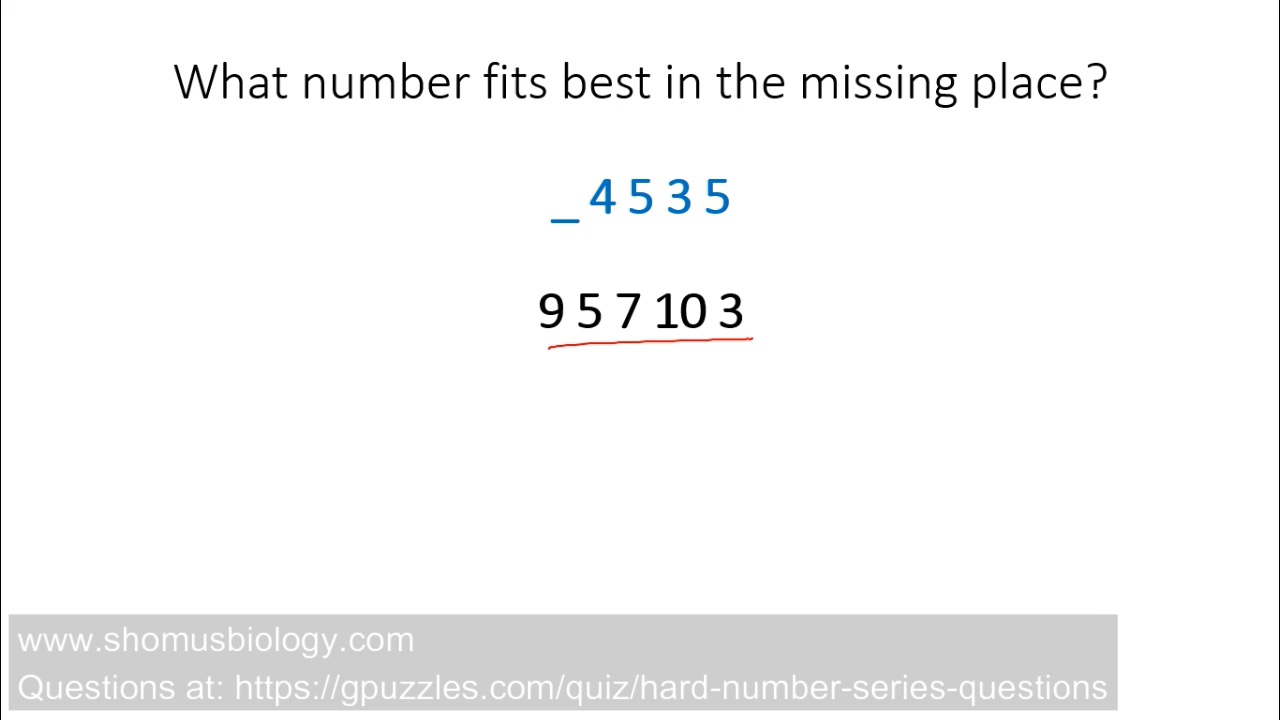 What number fits best in the missing place?
_ 4 5 3 5
9 5 7 10 3
www.shomusbiology.com
Questions at: https://gpuzzles.com/quiz/hard-number-series-questions